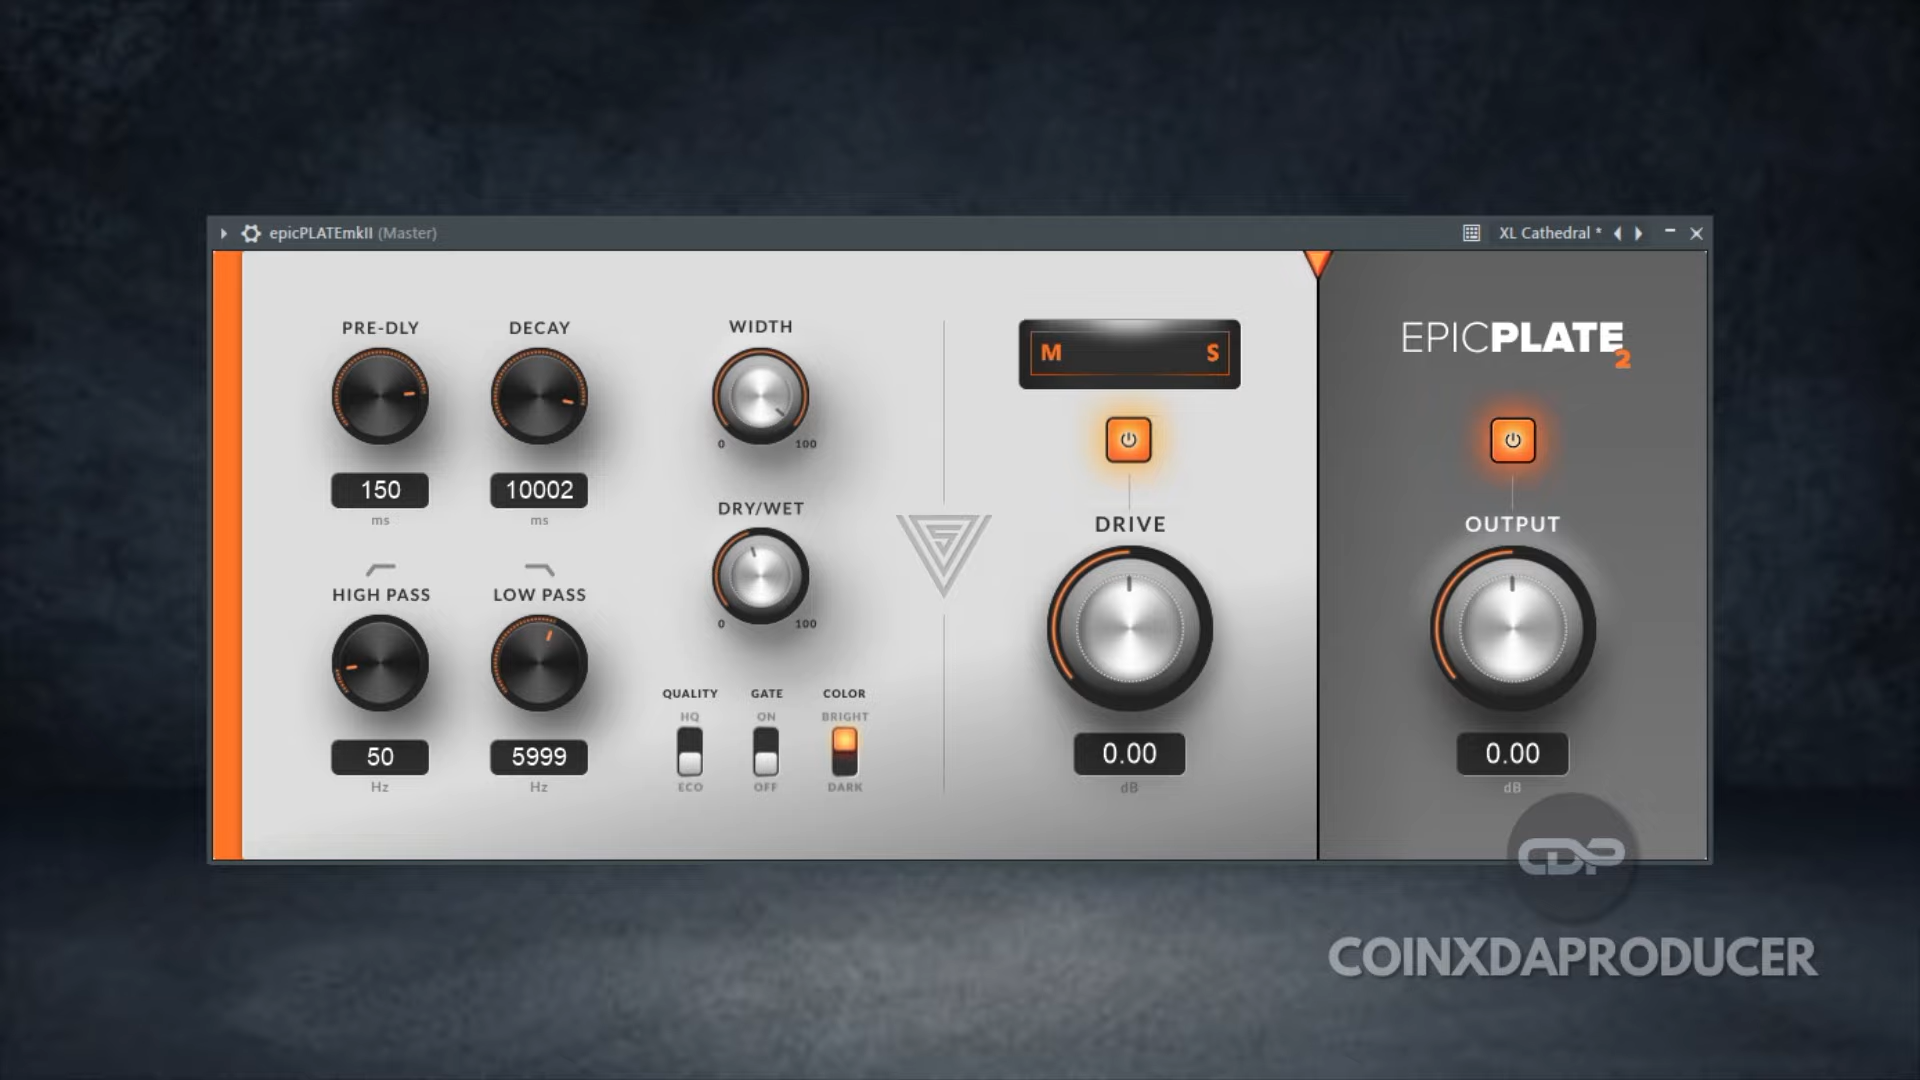 epicPLATEmkII (Master)
XL Cathedral *
PRE-DLY
DECAY
WIDTH
0
100
150
ms
10002
ms
DRY/WET
0
100
HIGH PASS
LOW PASS
50
Hz
5999
Hz
QUALITY
GATE
COLOR
HQ
ON
BRIGHT
ECO
OFF
DARK
M
S
DRIVE
0.00
dB
EPICPLATE
2
OUTPUT
0.00
dB
CDP
COINXDAPRODUCER